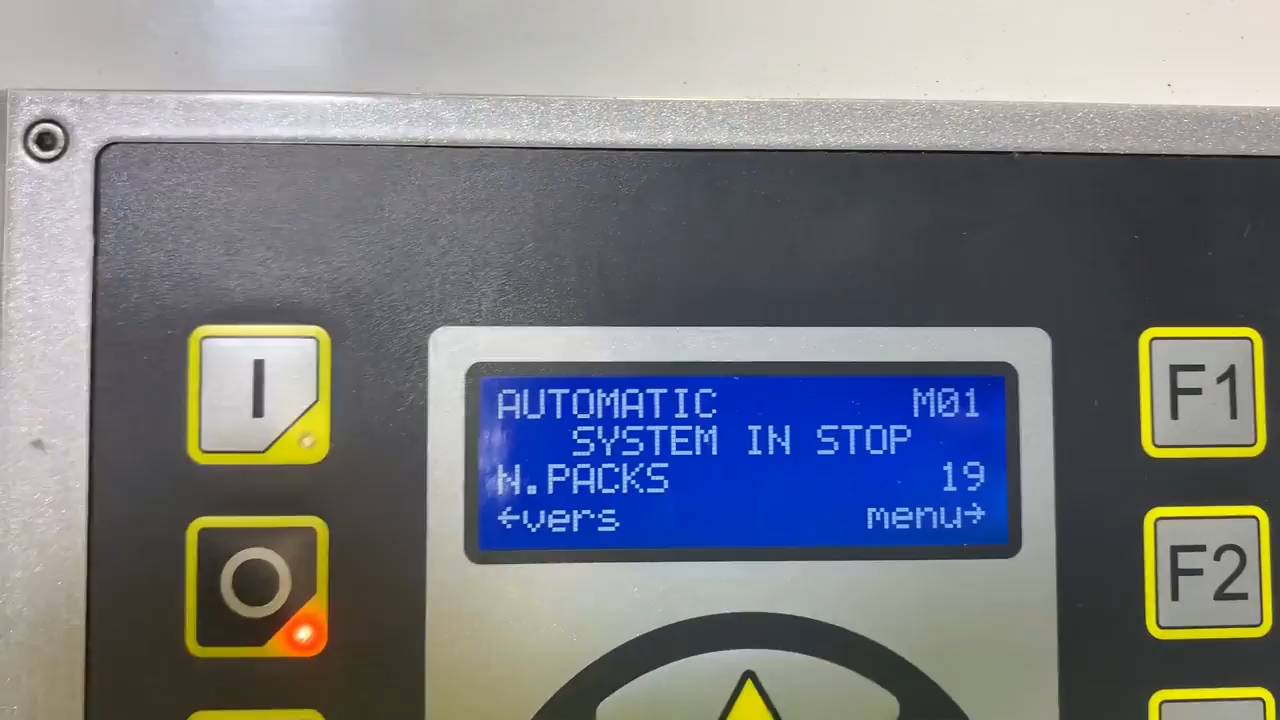 AUTOMATIC M01
SYSTEM IN STOP
N.PACKS 19
←vers menu→
I
O
F1
F2